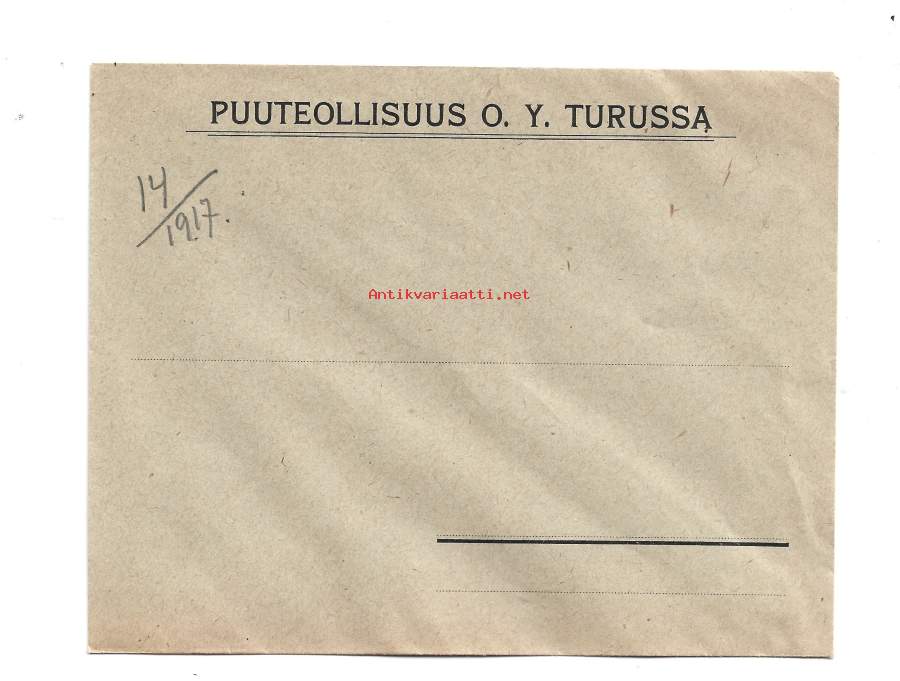 PUUTEOLLISUUS O. Y. TURUSSA
14/1917.
Antikvariaatti.net